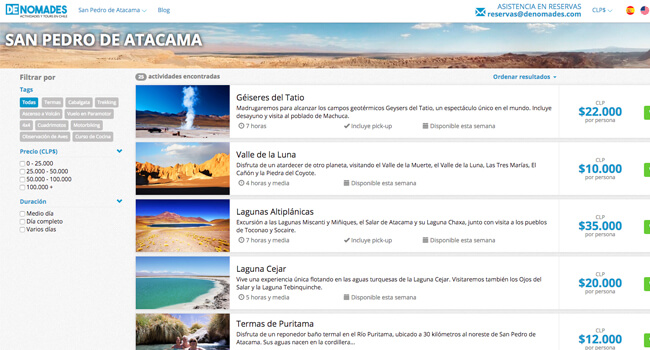 DENOMADES
ACTIVIDADES Y TOURS EN CHILE
San Pedro de Atacama
Blog
ASISTENCIA EN RESERVAS
reservas@denomades.com
CLP$
SAN PEDRO DE ATACAMA
Filtrar por
Tags
Todas Termas Cabalgata Trekking
Ascenso a Volcán Vuelo en Paramotor
4x4 Cuadrimotos Motorbiking
Observación de Aves Curso de Cocina
Precio (CLP$)
0 - 25.000
25.000 - 50.000
50.000 - 100.000
100.000 +
Duración
Medio día
Día completo
Varios días
actividades encontradas
Ordenar resultados
Géiseres del Tatio
Madrugaremos para alcanzar los campos geotérmicos Geysers del Tatio, un espectáculo único en el mundo. Incluye
desayuno y visita al poblado de Machuca.
7 horas Incluye pick-up Disponible esta semana
CLP
$22.000
por persona
Valle de la Luna
Disfruta de un atardecer de otro planeta, visitando el Valle de la Muerte, el Valle de la Luna, Las Tres Marías, El
Cañón y la Piedra del Coyote.
4 horas y media Disponible esta semana
CLP
$10.000
por persona
Lagunas Altiplánicas
Excursión a las Lagunas Miscanti y Miñiques, el Salar de Atacama y su Laguna Chaxa, junto con visita a los pueblos
de Toconao y Socaire.
9 horas y media Incluye pick-up Disponible esta semana
CLP
$35.000
por persona
Laguna Cejar
Vive una experiencia única flotando en las aguas turquesas de la Laguna Cejar. Visitaremos también los Ojos del
Salar y la Laguna Tebinquinche.
5 horas y media Disponible esta semana
CLP
$20.000
por persona
Termas de Puritama
Disfruta de un reponedor baño termal en el Río Puritama, ubicado a 30 kilómetros al noreste de San Pedro de
Atacama. Sus aguas nacen en la cordillera...
CLP
$12.000
por persona